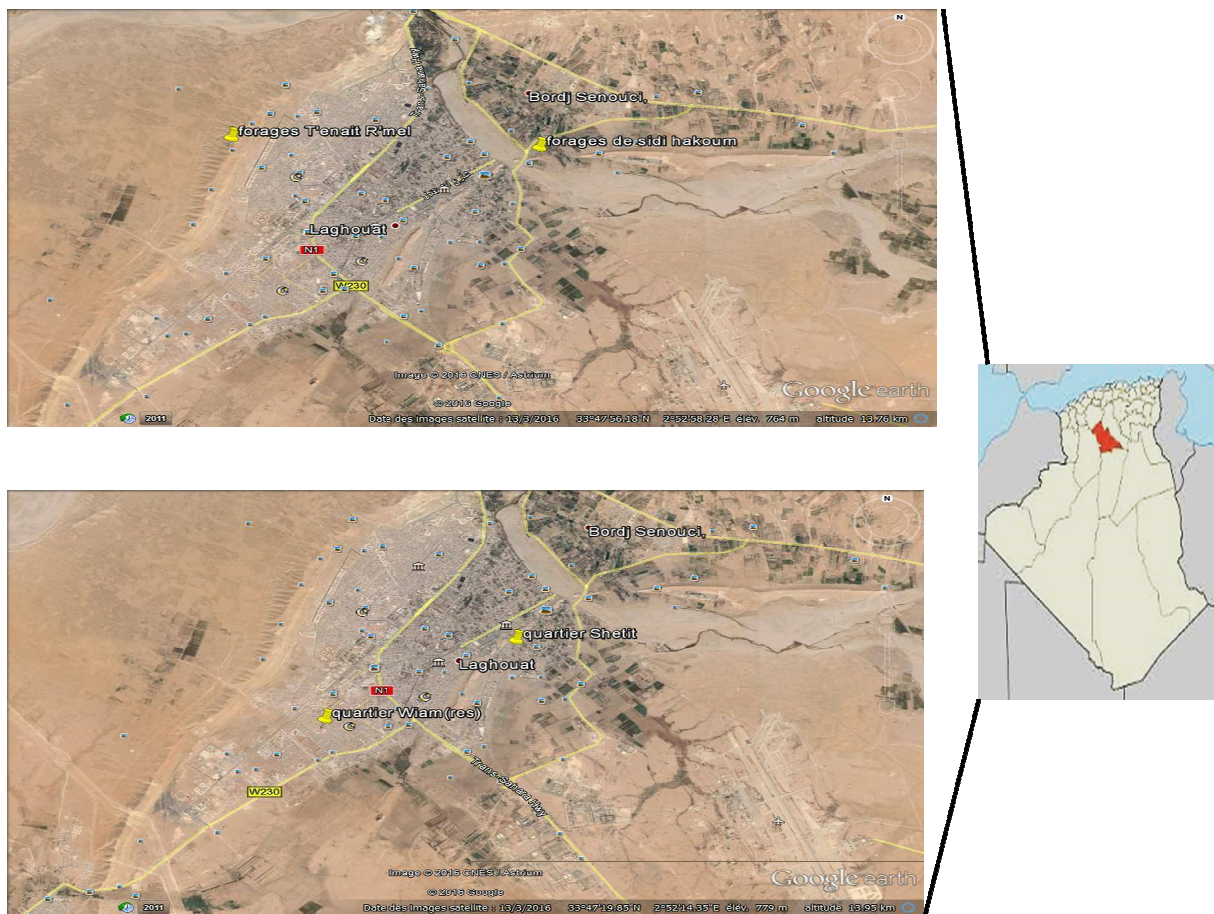 N
Bordj Senouci,
forages T'enait R'mel
forages de sidi hakoum
Laghouat
N1
W230
Image © 2016 CNES / Astrium
© 2016 Google
Google earth
2011
Date des images satellite : 13/3/2016 33°47'56.18"N 2°52'58.28"E élév. 764 m altitude 13.76 km
N
Bordj Senouci,
quartier Shetit
Laghouat
N1
quartier Wiam(res)
Trans-Sahara Hwy
W230
Image © 2016 CNES / Astrium
© 2016 Google
Google earth
2011
Date des images satellite : 13/3/2016 33°47'19.85"N 2°52'14.35"E élév. 779 m altitude 13.95 km